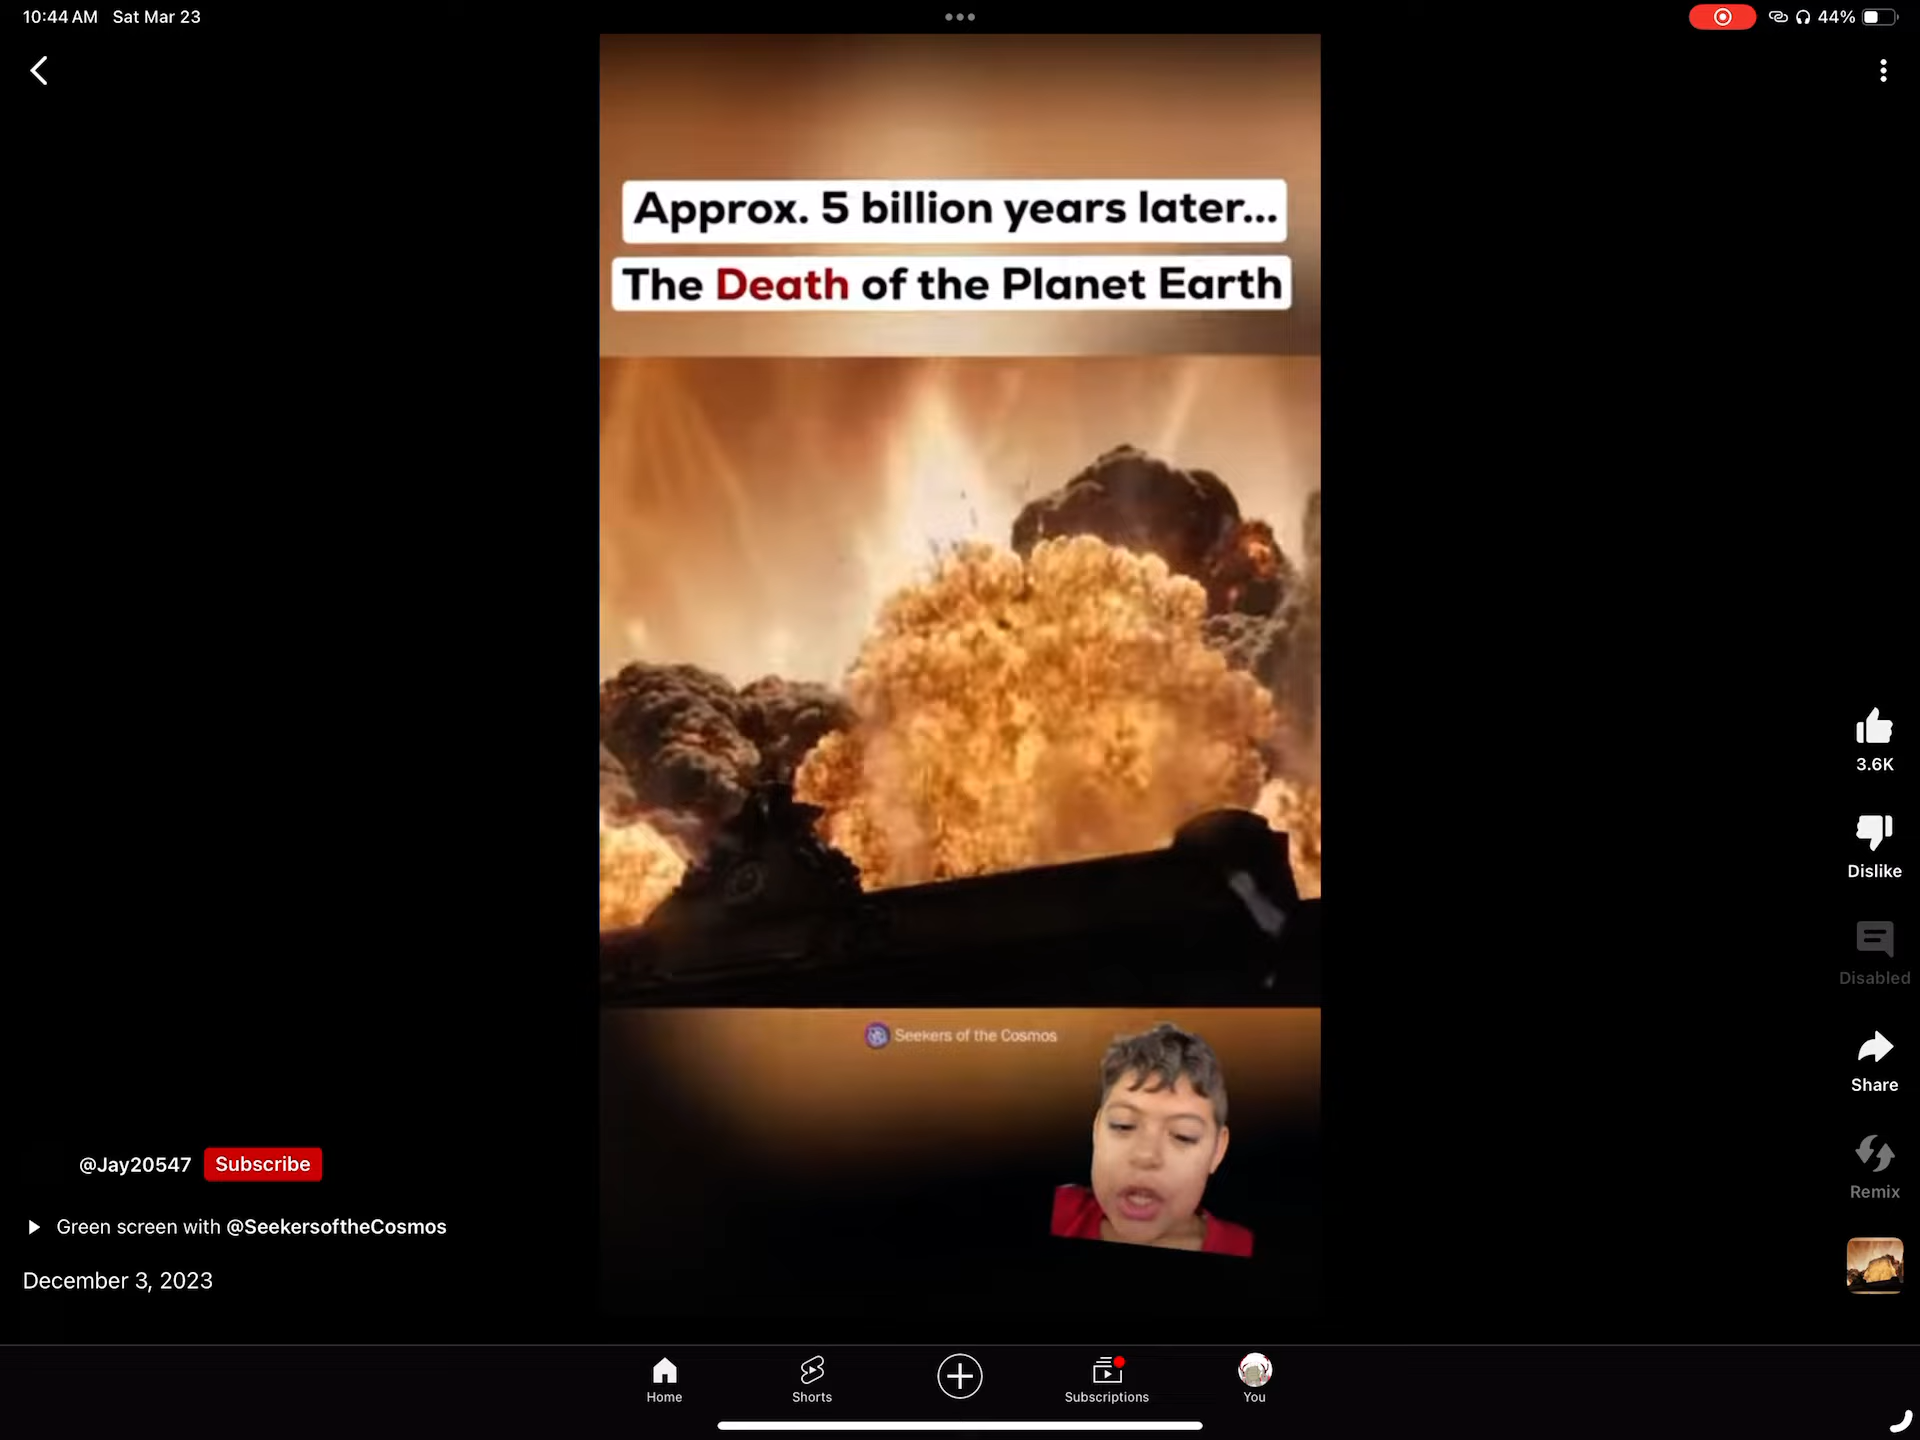 10:44 AM Sat Mar 23
44%
Approx. 5 billion years later...
The Death of the Planet Earth
Seekers of the Cosmos
3.6K
Dislike
Disabled
Share
Remix
@Jay20547 Subscribe
Green screen with @SeekersoftheCosmos
December 3, 2023
Home
Shorts
Subscriptions
You